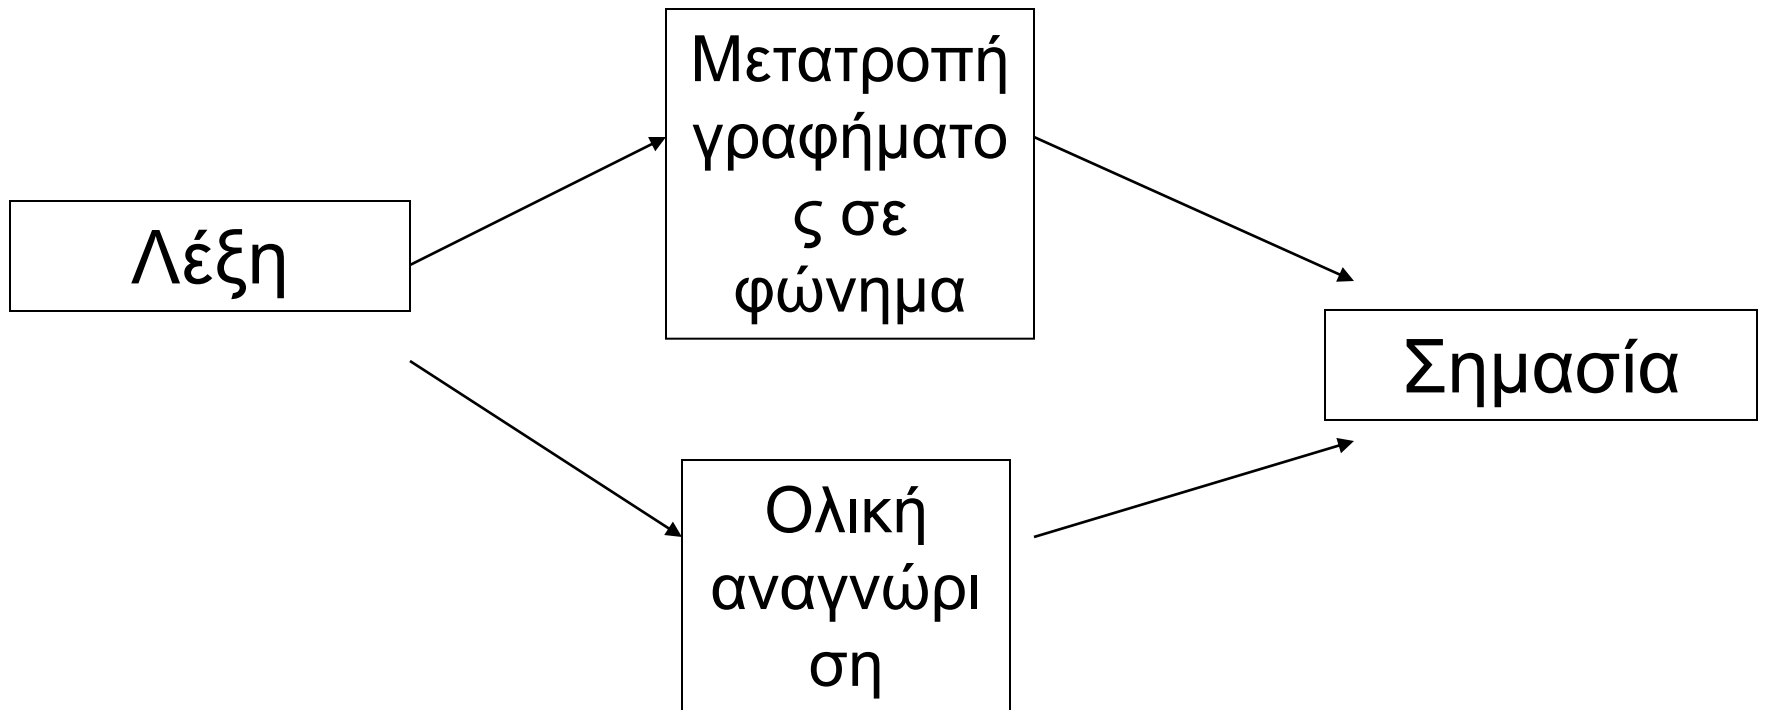 Λέξη
Μετατροπή
γραφήματο
ς σε
φώνημα
Ολική
αναγνώρι
ση
Σημασία